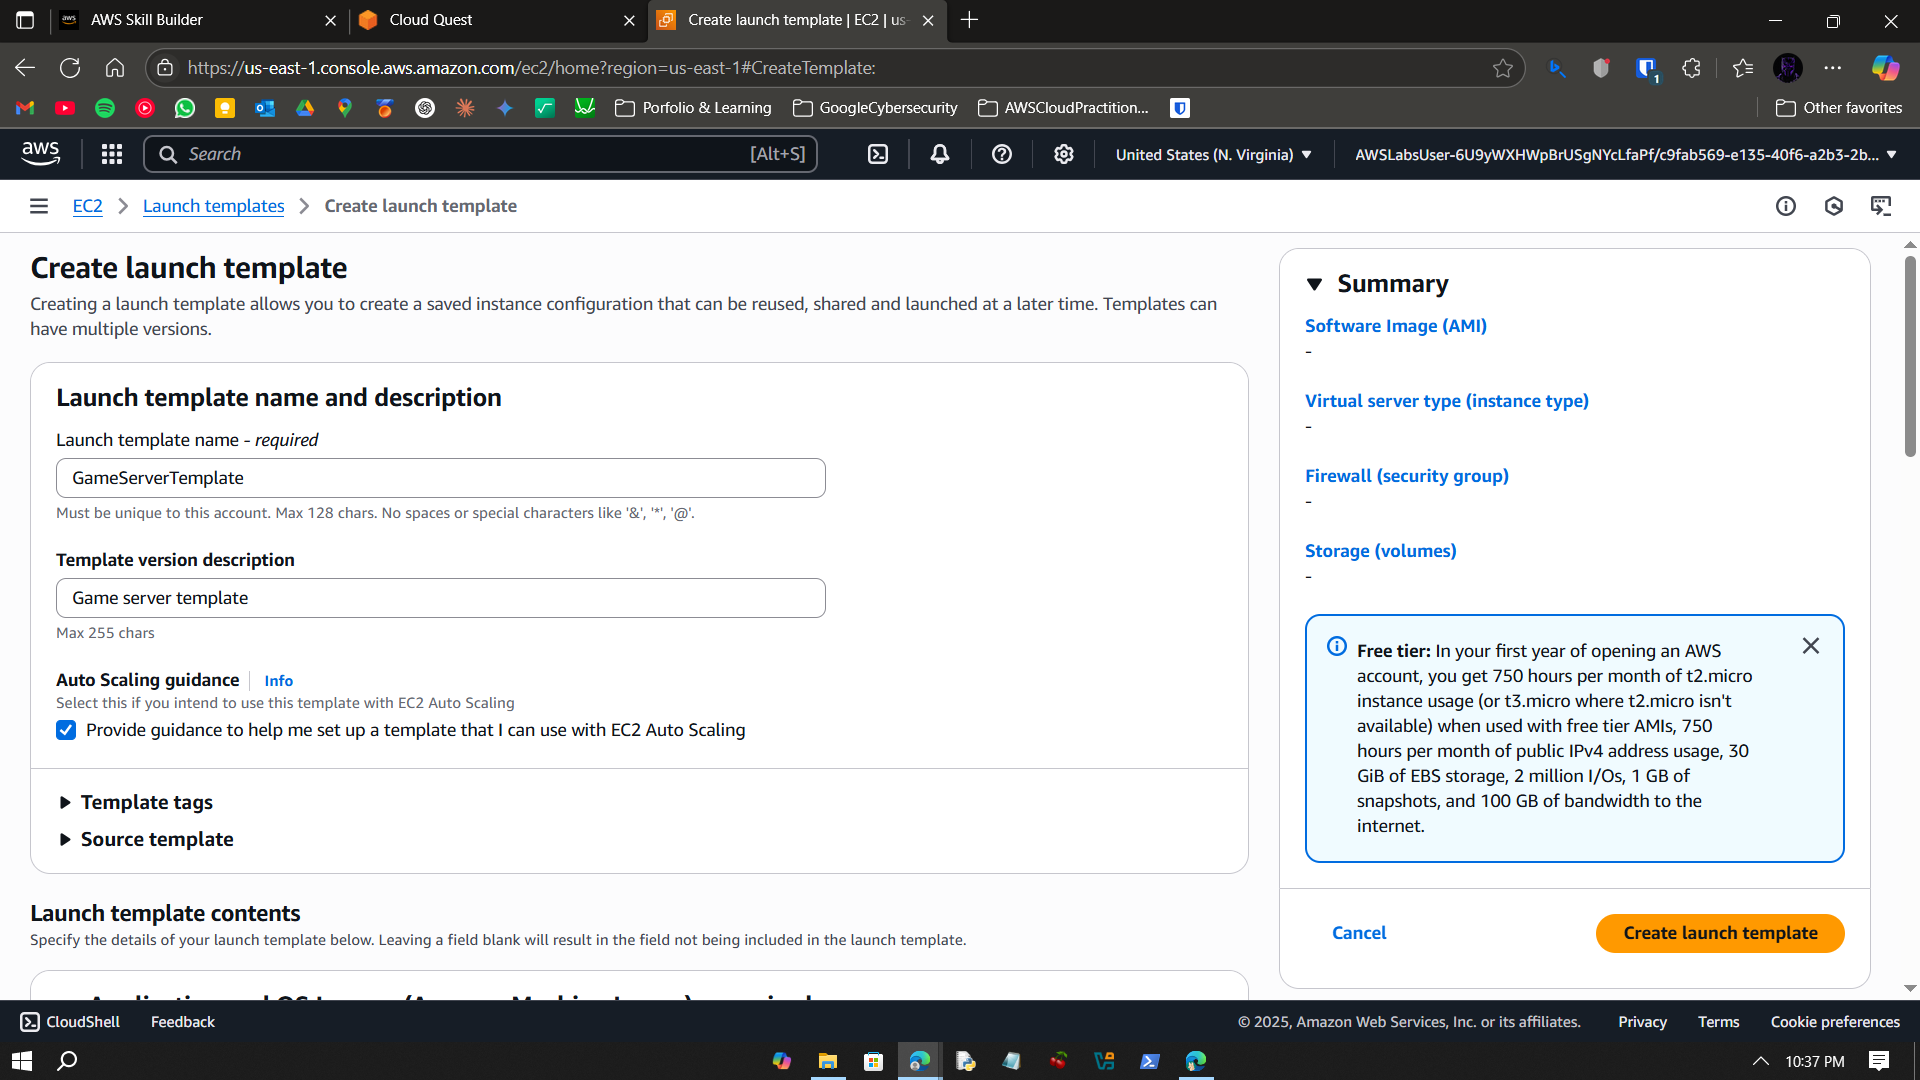 AWS Skill Builder
Cloud Quest
Create launch template | EC2 | us-
https://us-east-1.console.aws.amazon.com/ec2/home?region=us-east-1#CreateTemplate:
1
Porfolio & Learning
GoogleCybersecurity
AWSCloudPractition...
Other favorites
aws
Search
[Alt+S]
United States (N. Virginia)
AWSLabsUser-6U9yWXHWpBrUSgNYcLfaPf/c9fab569-e135-40f6-a2b3-2b...
EC2
Launch templates
Create launch template
Create launch template
Creating a launch template allows you to create a saved instance configuration that can be reused, shared and launched at a later time. Templates can
have multiple versions.
Launch template name and description
Launch template name - required
GameServerTemplate
Must be unique to this account. Max 128 chars. No spaces or special characters like '&', '*', '@'.
Template version description
Game server template
Max 255 chars
Auto Scaling guidance
Info
Select this if you intend to use this template with EC2 Auto Scaling
Provide guidance to help me set up a template that I can use with EC2 Auto Scaling
Template tags
Source template
Launch template contents
Specify the details of your launch template below. Leaving a field blank will result in the field not being included in the launch template.
Summary
Software Image (AMI)
-
Virtual server type (instance type)
-
Firewall (security group)
-
Storage (volumes)
-
Free tier: In your first year of opening an AWS
account, you get 750 hours per month of t2.micro
instance usage (or t3.micro where t2.micro isn't
available) when used with free tier AMIs, 750
hours per month of public IPv4 address usage, 30
GiB of EBS storage, 2 million I/Os, 1 GB of
snapshots, and 100 GB of bandwidth to the
internet.
Cancel
Create launch template
CloudShell
Feedback
© 2025, Amazon Web Services, Inc. or its affiliates.
Privacy
Terms
Cookie preferences
10:37 PM